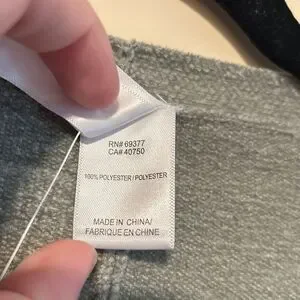 RN# 69377
CA# 40750
100% POLYESTER / POLYESTER
MADE IN CHINA/
FABRIQUE EN CHINE